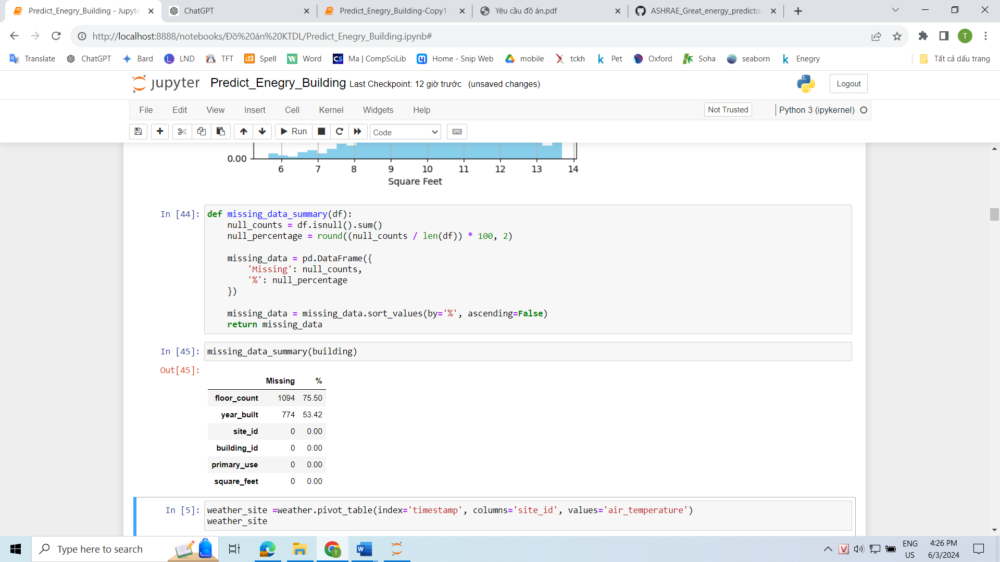 Predict_Enegry_Building - Jupyte
ChatGPT
Predict_Enegry_Building-Copy1 -
Yêu cầu đồ án.pdf
ASHRAE_Great_energy_predictor
http://localhost:8888/notebooks/Đồ%20án%20KTDL/Predict_Enegry_Building.ipynb#
T
Translate
ChatGPT
Bard
LND
TFT
Spell
Word
Ma | CompSciLib
Home - Snip Web
mobile
tckh
Pet
Oxford
Soha
seaborn
Enegry
Tất cả dấu trang
jupyter Predict_Enegry_Building Last Checkpoint: 12 giờ trước (unsaved changes)
Logout
File Edit View Insert Cell Kernel Widgets Help
Not Trusted
Python 3 (ipykernel)
Run
Code
0.00
6 7 8 9 10 11 12 13 14
Square Feet
In [44]:
def missing_data_summary(df):
null_counts = df.isnull().sum()
null_percentage = round((null_counts / len(df)) * 100, 2)
missing_data = pd.DataFrame({
'Missing': null_counts,
'%': null_percentage
})
missing_data = missing_data.sort_values(by='%', ascending=False)
return missing_data
In [45]:
missing_data_summary(building)
Out[45]:
Missing %
floor_count 1094 75.50
year_built 774 53.42
site_id 0 0.00
building_id 0 0.00
primary_use 0 0.00
square_feet 0 0.00
In [5]:
weather_site =weather.pivot_table(index='timestamp', columns='site_id', values='air_temperature')
weather_site
Type here to search
ENG
US
4:26 PM
6/3/2024